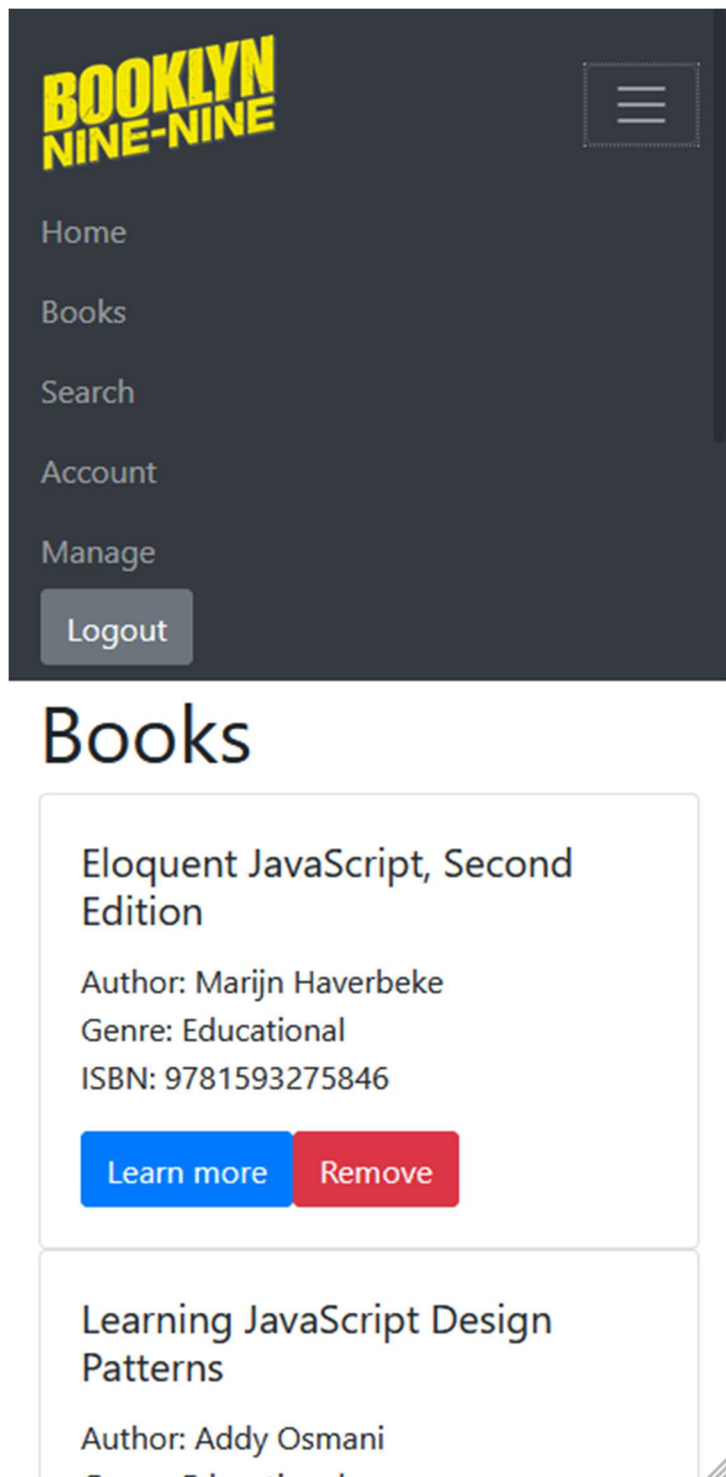 BOOKLYN
NINE-NINE
Home
Books
Search
Account
Manage
Logout
Books
Eloquent JavaScript, Second
Edition
Author: Marijn Haverbeke
Genre: Educational
ISBN: 9781593275846
Learn more Remove
Learning JavaScript Design
Patterns
Author: Addy Osmani